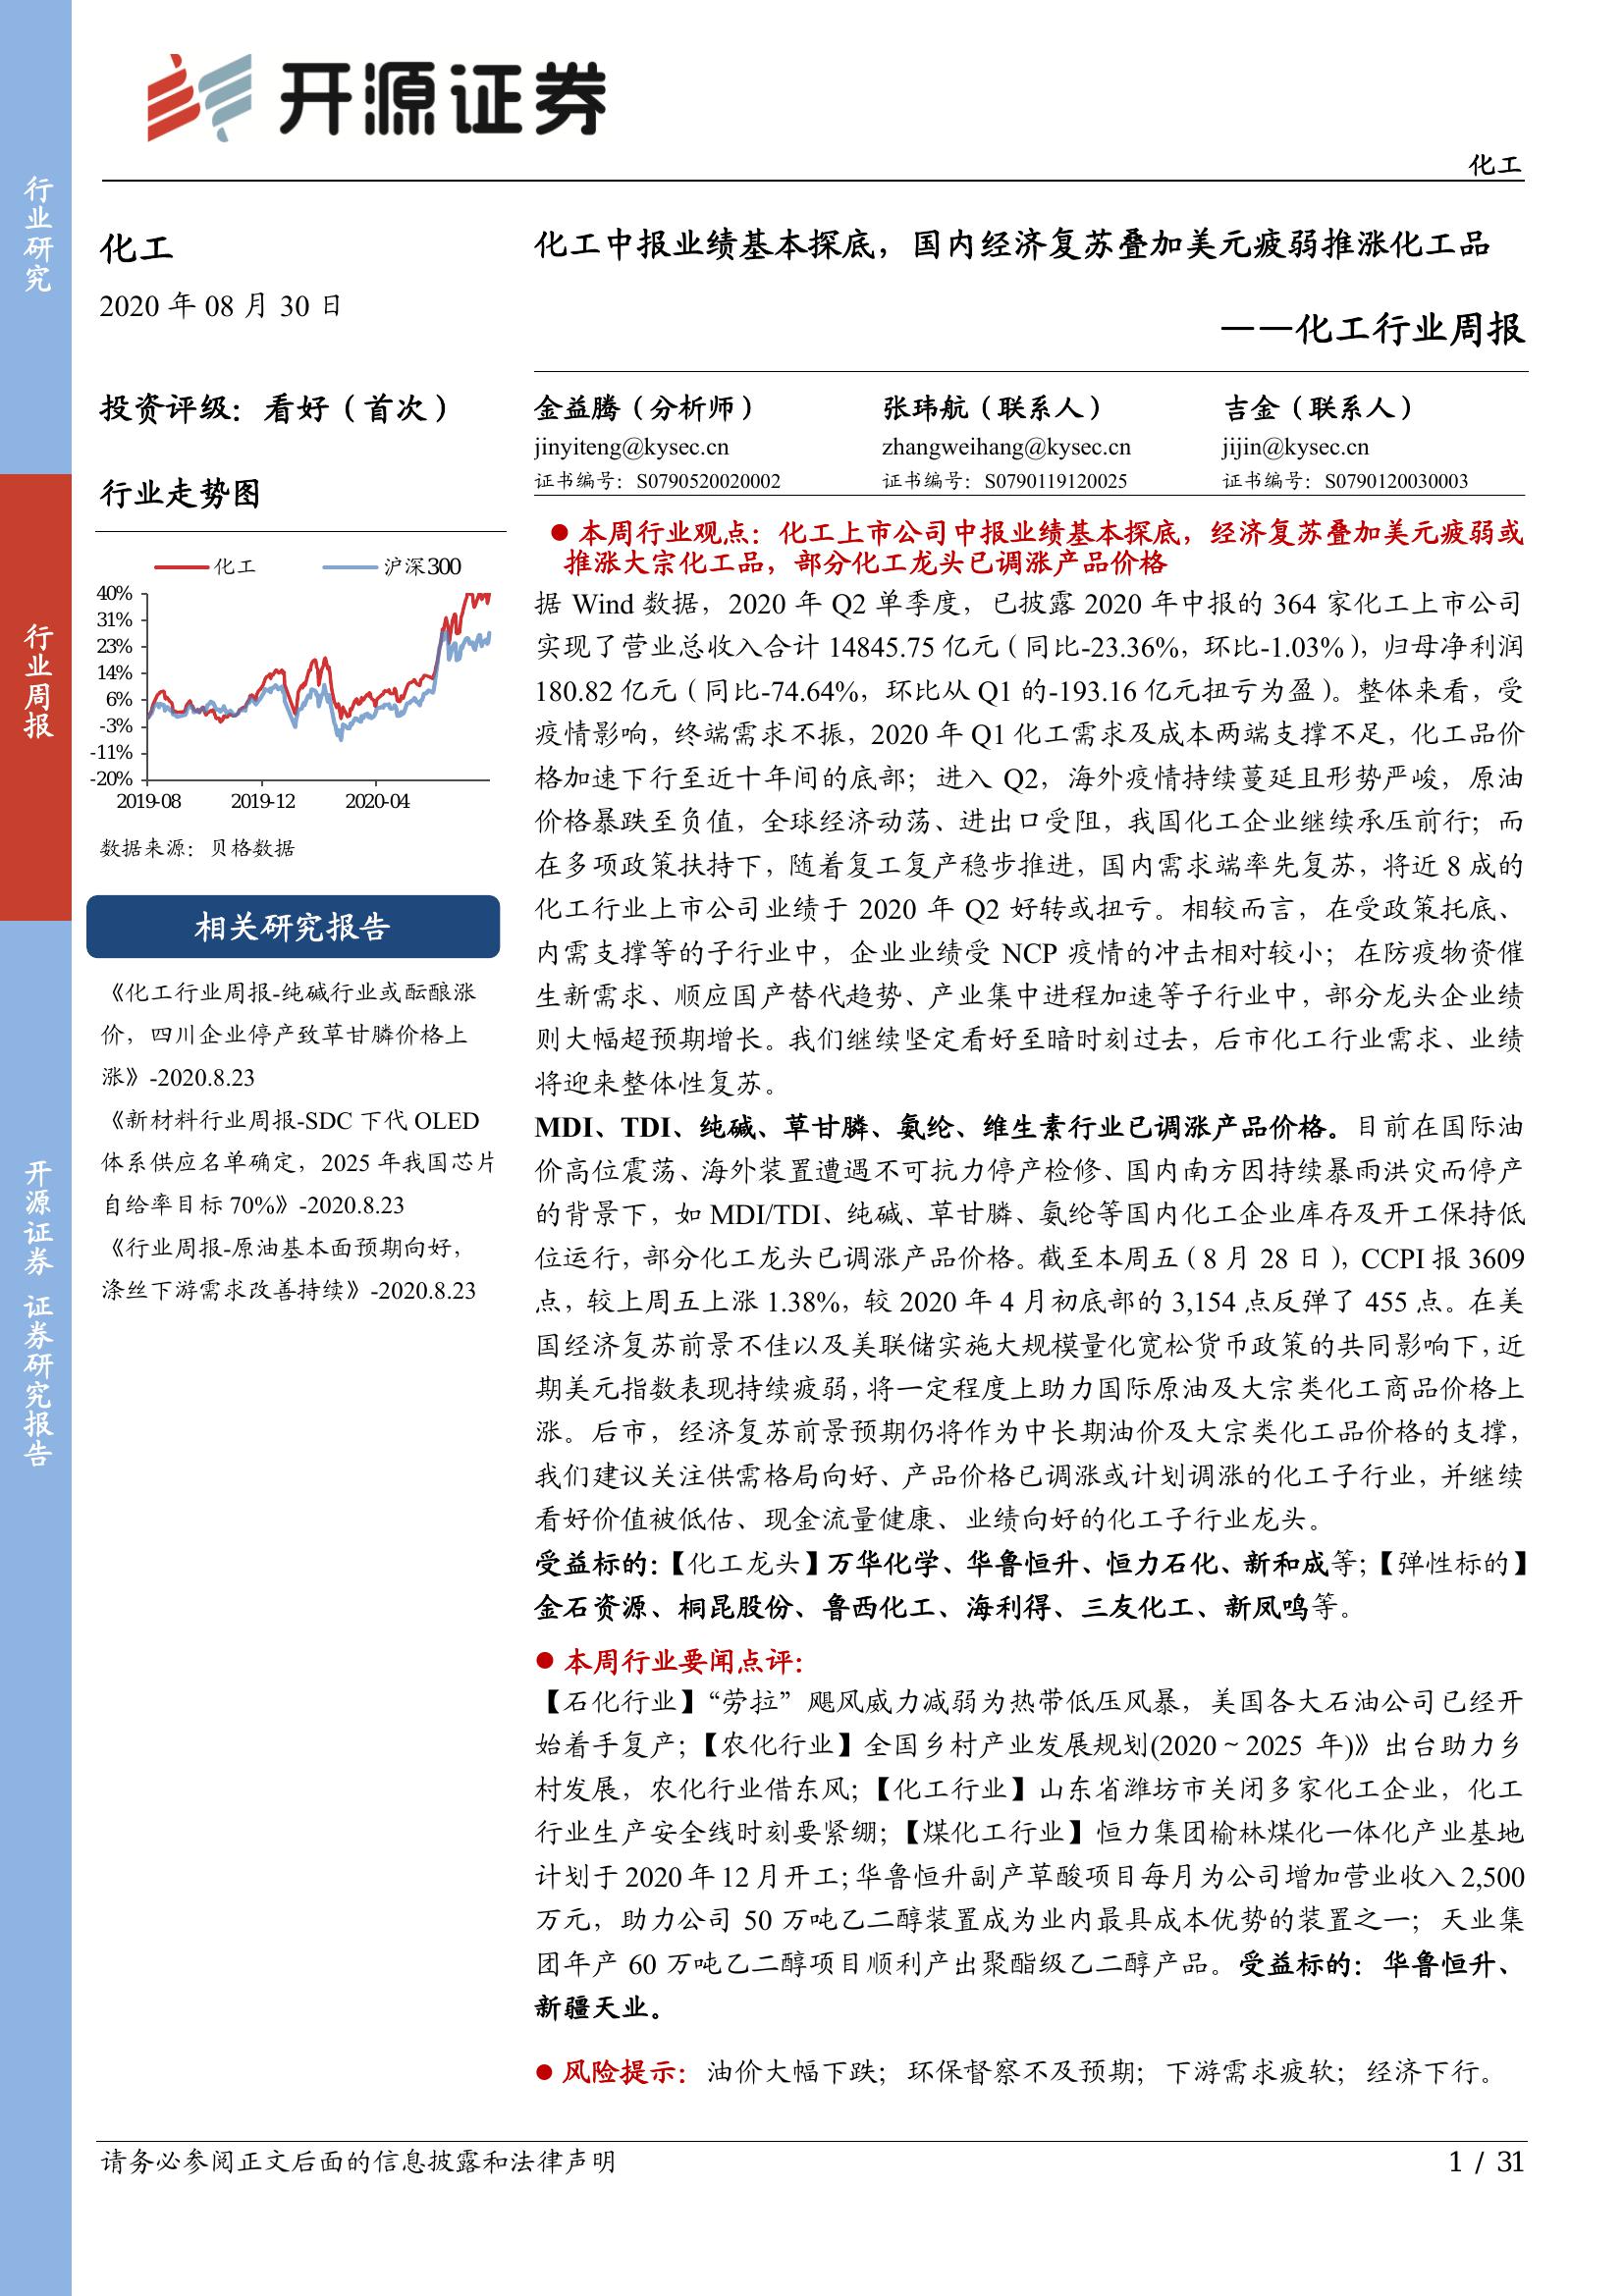 开源证券
化工
行业研究
行业周报
开源证券 证券研究报告
化工
2020 年 08 月 30 日
投资评级：看好（首次）
行业走势图
化工 沪深300
40%
31%
23%
14%
6%
-3%
-11%
-20%
2019-08 2019-12 2020-04
数据来源：贝格数据
相关研究报告
《化工行业周报-纯碱行业或酝酿涨
价，四川企业停产致草甘膦价格上
涨》-2020.8.23
《新材料行业周报-SDC 下代 OLED
体系供应名单确定，2025 年我国芯片
自给率目标 70%》-2020.8.23
《行业周报-原油基本面预期向好，
涤丝下游需求改善持续》-2020.8.23
化工中报业绩基本探底，国内经济复苏叠加美元疲弱推涨化工品
——化工行业周报
金益腾（分析师） 张玮航（联系人） 吉金（联系人）
jinyiteng@kysec.cn zhangweihang@kysec.cn jijin@kysec.cn
证书编号：S0790520020002 证书编号：S0790119120025 证书编号：S0790120030003
● 本周行业观点：化工上市公司中报业绩基本探底，经济复苏叠加美元疲弱或
推涨大宗化工品，部分化工龙头已调涨产品价格
据 Wind 数据，2020 年 Q2 单季度，已披露 2020 年中报的 364 家化工上市公司
实现了营业总收入合计 14845.75 亿元（同比-23.36%，环比-1.03%），归母净利润
180.82 亿元（同比-74.64%，环比从 Q1 的-193.16 亿元扭亏为盈）。整体来看，受
疫情影响，终端需求不振，2020 年 Q1 化工需求及成本两端支撑不足，化工品价
格加速下行至近十年间的底部；进入 Q2，海外疫情持续蔓延且形势严峻，原油
价格暴跌至负值，全球经济动荡、进出口受阻，我国化工企业继续承压前行；而
在多项政策扶持下，随着复工复产稳步推进，国内需求端率先复苏，将近 8 成的
化工行业上市公司业绩于 2020 年 Q2 好转或扭亏。相较而言，在受政策托底、
内需支撑等的子行业中，企业业绩受 NCP 疫情的冲击相对较小；在防疫物资催
生新需求、顺应国产替代趋势、产业集中进程加速等子行业中，部分龙头企业绩
则大幅超预期增长。我们继续坚定看好至暗时刻过去，后市化工行业需求、业绩
将迎来整体性复苏。
MDI、TDI、纯碱、草甘膦、氨纶、维生素行业已调涨产品价格。目前在国际油
价高位震荡、海外装置遭遇不可抗力停产检修、国内南方因持续暴雨洪灾而停产
的背景下，如 MDI/TDI、纯碱、草甘膦、氨纶等国内化工企业库存及开工保持低
位运行，部分化工龙头已调涨产品价格。截至本周五（8 月 28 日），CCPI 报 3609
点，较上周五上涨 1.38%，较 2020 年 4 月初底部的 3,154 点反弹了 455 点。在美
国经济复苏前景不佳以及美联储实施大规模量化宽松货币政策的共同影响下，近
期美元指数表现持续疲弱，将一定程度上助力国际原油及大宗类化工商品价格上
涨。后市，经济复苏前景预期仍将作为中长期油价及大宗类化工品价格的支撑，
我们建议关注供需格局向好、产品价格已调涨或计划调涨的化工子行业，并继续
看好价值被低估、现金流量健康、业绩向好的化工子行业龙头。
受益标的：【化工龙头】万华化学、华鲁恒升、恒力石化、新和成等；【弹性标的】
金石资源、桐昆股份、鲁西化工、海利得、三友化工、新凤鸣等。
● 本周行业要闻点评：
【石化行业】“劳拉”飓风威力减弱为热带低压风暴，美国各大石油公司已经开
始着手复产；【农化行业】全国乡村产业发展规划(2020～2025 年)》出台助力乡
村发展，农化行业借东风；【化工行业】山东省潍坊市关闭多家化工企业，化工
行业生产安全线时刻要紧绷；【煤化工行业】恒力集团榆林煤化一体化产业基地
计划于 2020 年 12 月开工；华鲁恒升副产草酸项目每月为公司增加营业收入 2,500
万元，助力公司 50 万吨乙二醇装置成为业内最具成本优势的装置之一；天业集
团年产 60 万吨乙二醇项目顺利产出聚酯级乙二醇产品。受益标的：华鲁恒升、
新疆天业。
● 风险提示：油价大幅下跌；环保督察不及预期；下游需求疲软；经济下行。
请务必参阅正文后面的信息披露和法律声明 1 / 31